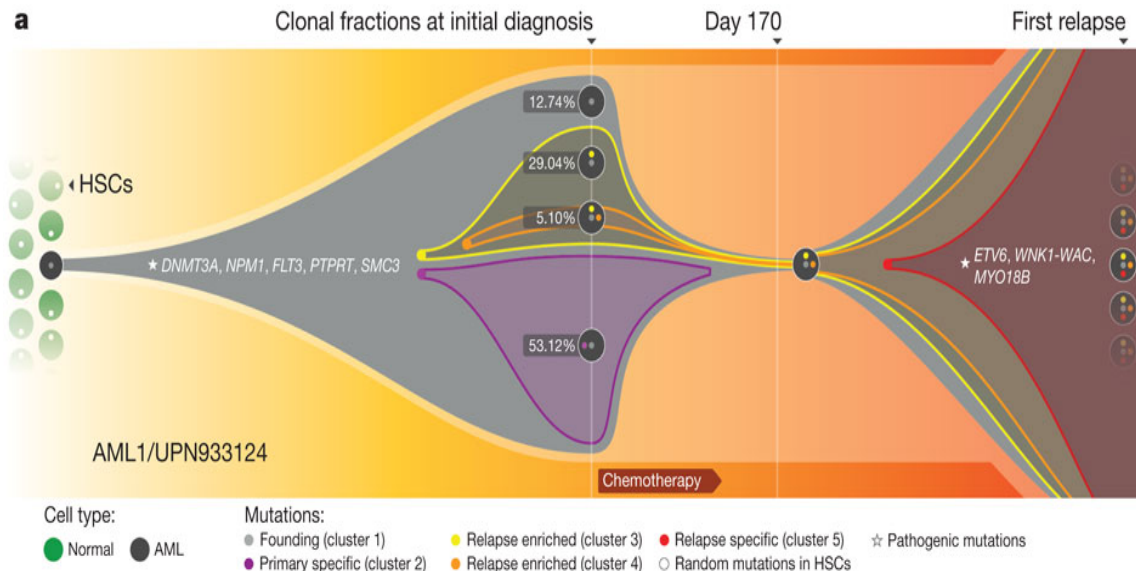 a
Clonal fractions at initial diagnosis
Day 170
First relapse
12.74%
29.04%
HSCs
5.10%
DNMT3A, NPM1, FLT3, PTPRT, SMC3
ETV6, WNK1-WAC,
MYO18B
53.12%
AML1/UPN933124
Chemotherapy
Cell type:
Normal
AML
Mutations:
Founding (cluster 1)
Primary specific (cluster 2)
Relapse enriched (cluster 3)
Relapse enriched (cluster 4)
Relapse specific (cluster 5)
Random mutations in HSCs
Pathogenic mutations